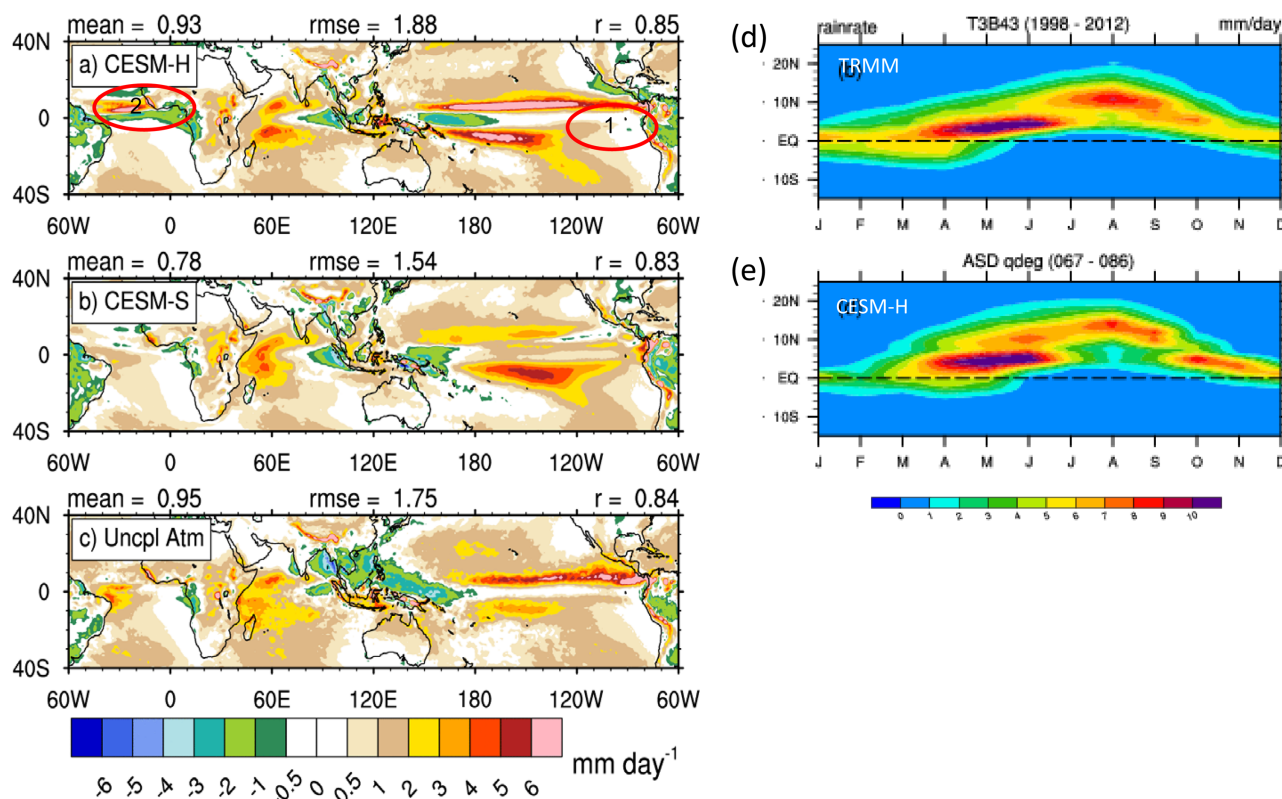 mean = 0.93 rmse = 1.88 r = 0.85
40N
a) CESM-H
2
1
0
40S
60W 0 60E 120E 180 120W 60W
mean = 0.78 rmse = 1.54 r = 0.83
40N
b) CESM-S
0
40S
60W 0 60E 120E 180 120W 60W
mean = 0.95 rmse = 1.75 r = 0.84
40N
c) Uncpl Atm
0
40S
60W 0 60E 120E 180 120W 60W
-6 -5 -4 -3 -2 -1 -0.5 0 0.5 1 2 3 4 5 6
mm day-1
(d)
rainrate T3B43 (1998 - 2012) mm/day
TRMM
20N
10N
EQ
10S
J F M A M J J A S O N D
(e)
ASD qdeg (067 - 086)
CESM-H
20N
10N
EQ
10S
J F M A M J J A S O N D
0 1 2 3 4 5 6 7 8 9 10